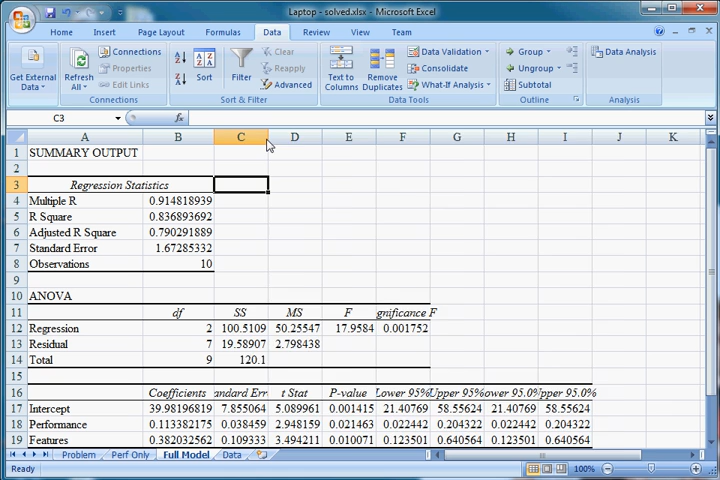 Laptop - solved.xlsx - Microsoft Excel
Home Insert Page Layout Formulas Data Review View Team
Get External Data
Refresh All
Connections
Properties
Edit Links
Connections
Sort
Filter
Clear
Reapply
Advanced
Sort & Filter
Text to Columns
Remove Duplicates
Data Validation
Consolidate
What-If Analysis
Data Tools
Group
Ungroup
Subtotal
Outline
Data Analysis
Analysis
C3 fx
A B C D E F G H I J K
1 SUMMARY OUTPUT
2
3 Regression Statistics
4 Multiple R 0.914818939
5 R Square 0.836893692
6 Adjusted R Square 0.790291889
7 Standard Error 1.67285332
8 Observations 10
9
10 ANOVA
11 df SS MS F gnificance F
12 Regression 2 100.5109 50.25547 17.9584 0.001752
13 Residual 7 19.58907 2.798438
14 Total 9 120.1
15
16 Coefficients andard Erro t Stat P-value Lower 95% Upper 95% ower 95.0% pper 95.0%
17 Intercept 39.98196819 7.855064 5.089961 0.001415 21.40769 58.55624 21.40769 58.55624
18 Performance 0.113382175 0.038459 2.948159 0.021463 0.022442 0.204322 0.022442 0.204322
19 Features 0.382032562 0.109333 3.494211 0.010071 0.123501 0.640564 0.123501 0.640564
Problem Perf Only Full Model Data
Ready 100%